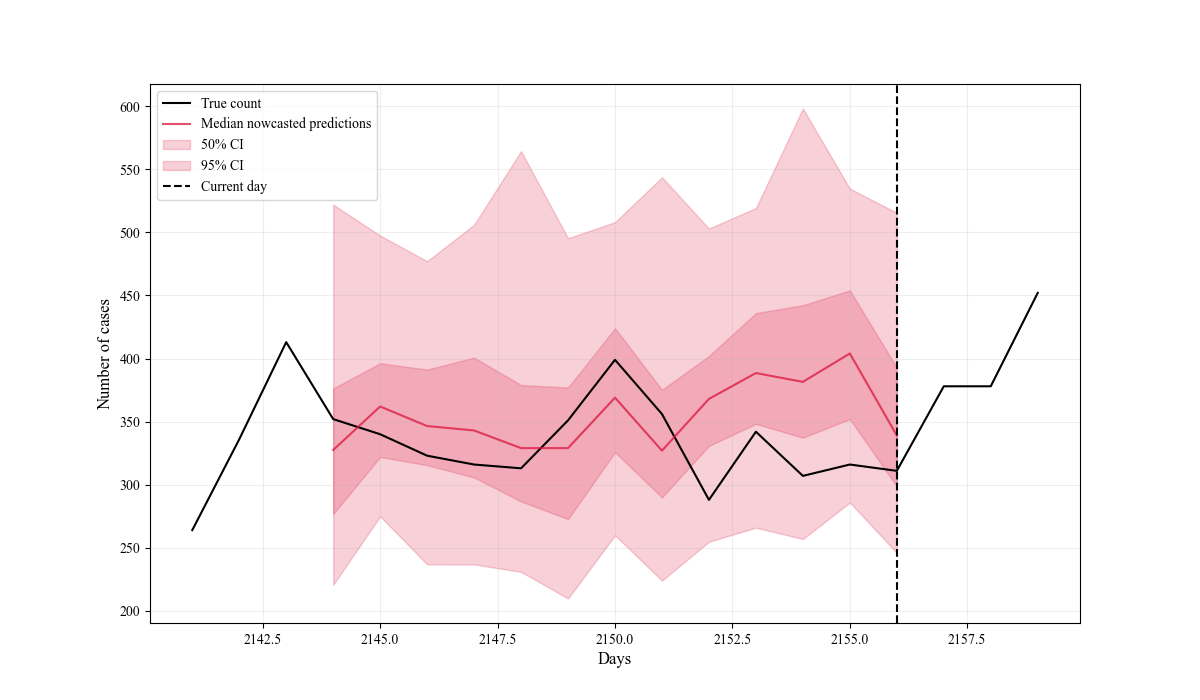 True count
Median nowcasted predictions
50% CI
95% CI
Current day
600
550
500
450
400
350
300
250
200
Number of cases
2142.5 2145.0 2147.5 2150.0 2152.5 2155.0 2157.5
Days